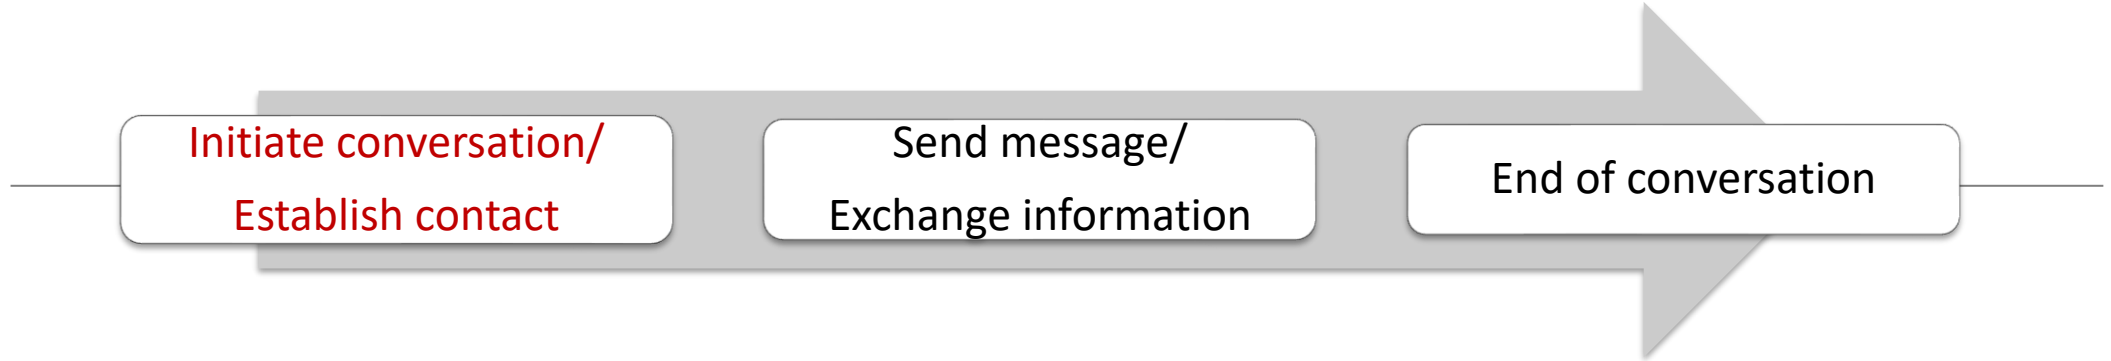 Initiate conversation/
Establish contact
Send message/
Exchange information
End of conversation